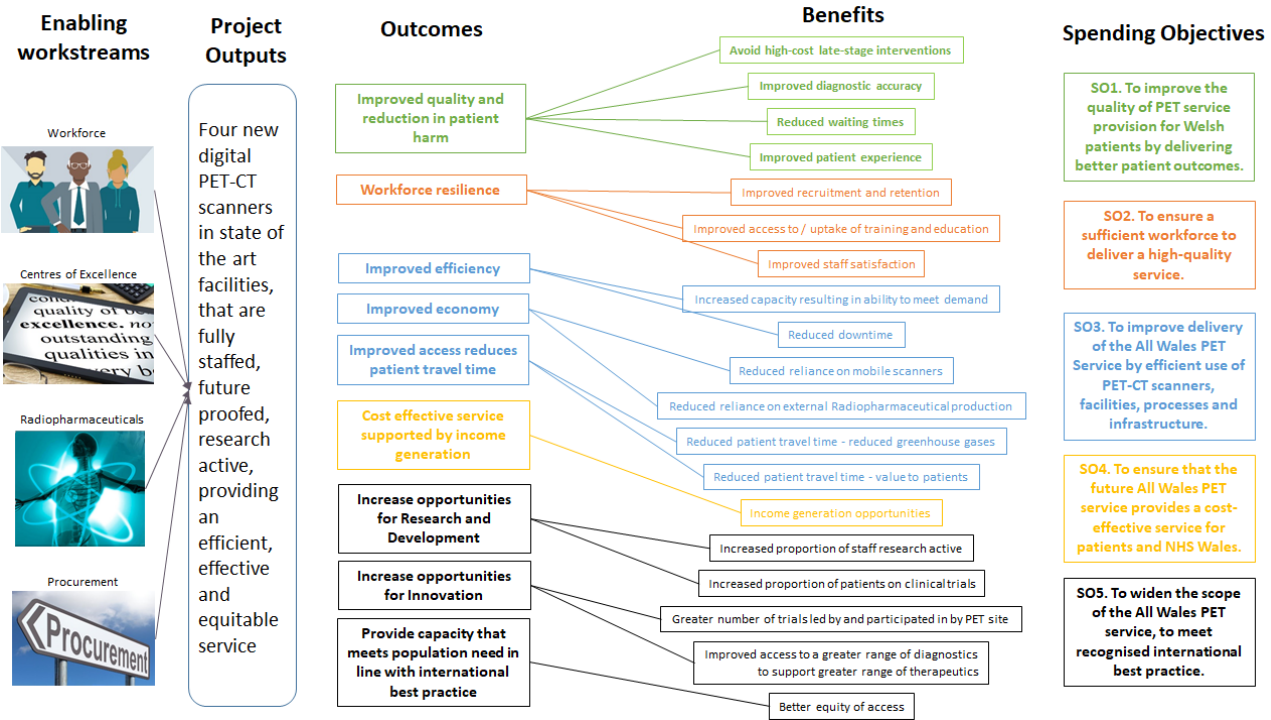 Enabling
workstreams
Workforce
Centres of Excellence
quality of
excellence. no
outstanding
qualities in
very b
Radiopharmaceuticals
Procurement
Procurement
Project
Outputs
Four new
digital
PET-CT
scanners
in state of
the art
facilities,
that are
fully
staffed,
future
proofed,
research
active,
providing
an
efficient,
effective
and
equitable
service
Outcomes
Improved quality and
reduction in patient
harm
Workforce resilience
Improved efficiency
Improved economy
Improved access reduces
patient travel time
Cost effective service
supported by income
generation
Increase opportunities
for Research and
Development
Increase opportunities
for Innovation
Provide capacity that
meets population need in
line with international
best practice
Benefits
Avoid high-cost late-stage interventions
Improved diagnostic accuracy
Reduced waiting times
Improved patient experience
Improved recruitment and retention
Improved access to / uptake of training and education
Improved staff satisfaction
Increased capacity resulting in ability to meet demand
Reduced downtime
Reduced reliance on mobile scanners
Reduced reliance on external Radiopharmaceutical production
Reduced patient travel time - reduced greenhouse gases
Reduced patient travel time - value to patients
Income generation opportunities
Increased proportion of staff research active
Increased proportion of patients on clinical trials
Greater number of trials led by and participated in by PET site
Improved access to a greater range of diagnostics
to support greater range of therapeutics
Better equity of access
Spending Objectives
SO1. To improve the
quality of PET service
provision for Welsh
patients by delivering
better patient outcomes.
SO2. To ensure a
sufficient workforce to
deliver a high-quality
service.
SO3. To improve delivery
of the All Wales PET
Service by efficient use of
PET-CT scanners,
facilities, processes and
infrastructure.
SO4. To ensure that the
future All Wales PET
service provides a cost-
effective service for
patients and NHS Wales.
SO5. To widen the scope
of the All Wales PET
service, to meet
recognised international
best practice.